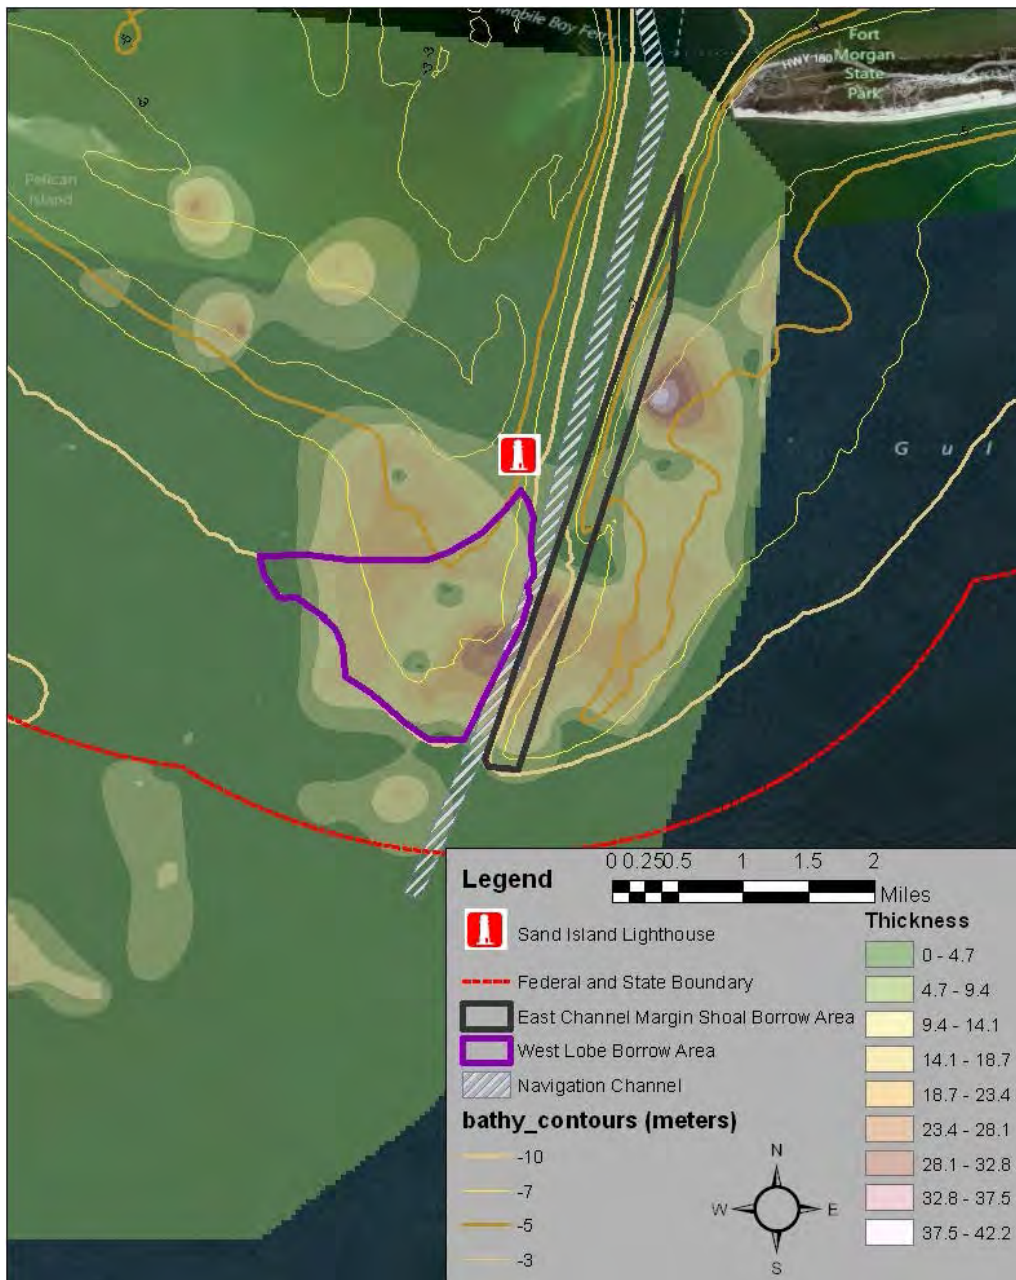 Mobile Bay Fer
Fort
Morgan
State
Park
HWY 180
Pelican
Island
Gul
0 0.25 0.5 1 1.5 2
Miles
Legend
Sand Island Lighthouse
Federal and State Boundary
East Channel Margin Shoal Borrow Area
West Lobe Borrow Area
Navigation Channel
bathy_contours (meters)
-10
-7
-5
-3
Thickness
0 - 4.7
4.7 - 9.4
9.4 - 14.1
14.1 - 18.7
18.7 - 23.4
23.4 - 28.1
28.1 - 32.8
32.8 - 37.5
37.5 - 42.2
N
W E
S